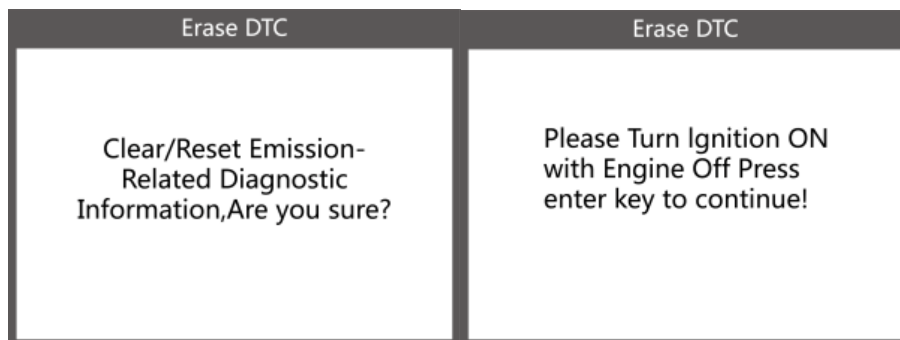 Erase DTC
Clear/Reset Emission-
Related Diagnostic
Information,Are you sure?
Erase DTC
Please Turn lgnition ON
with Engine Off Press
enter key to continue!